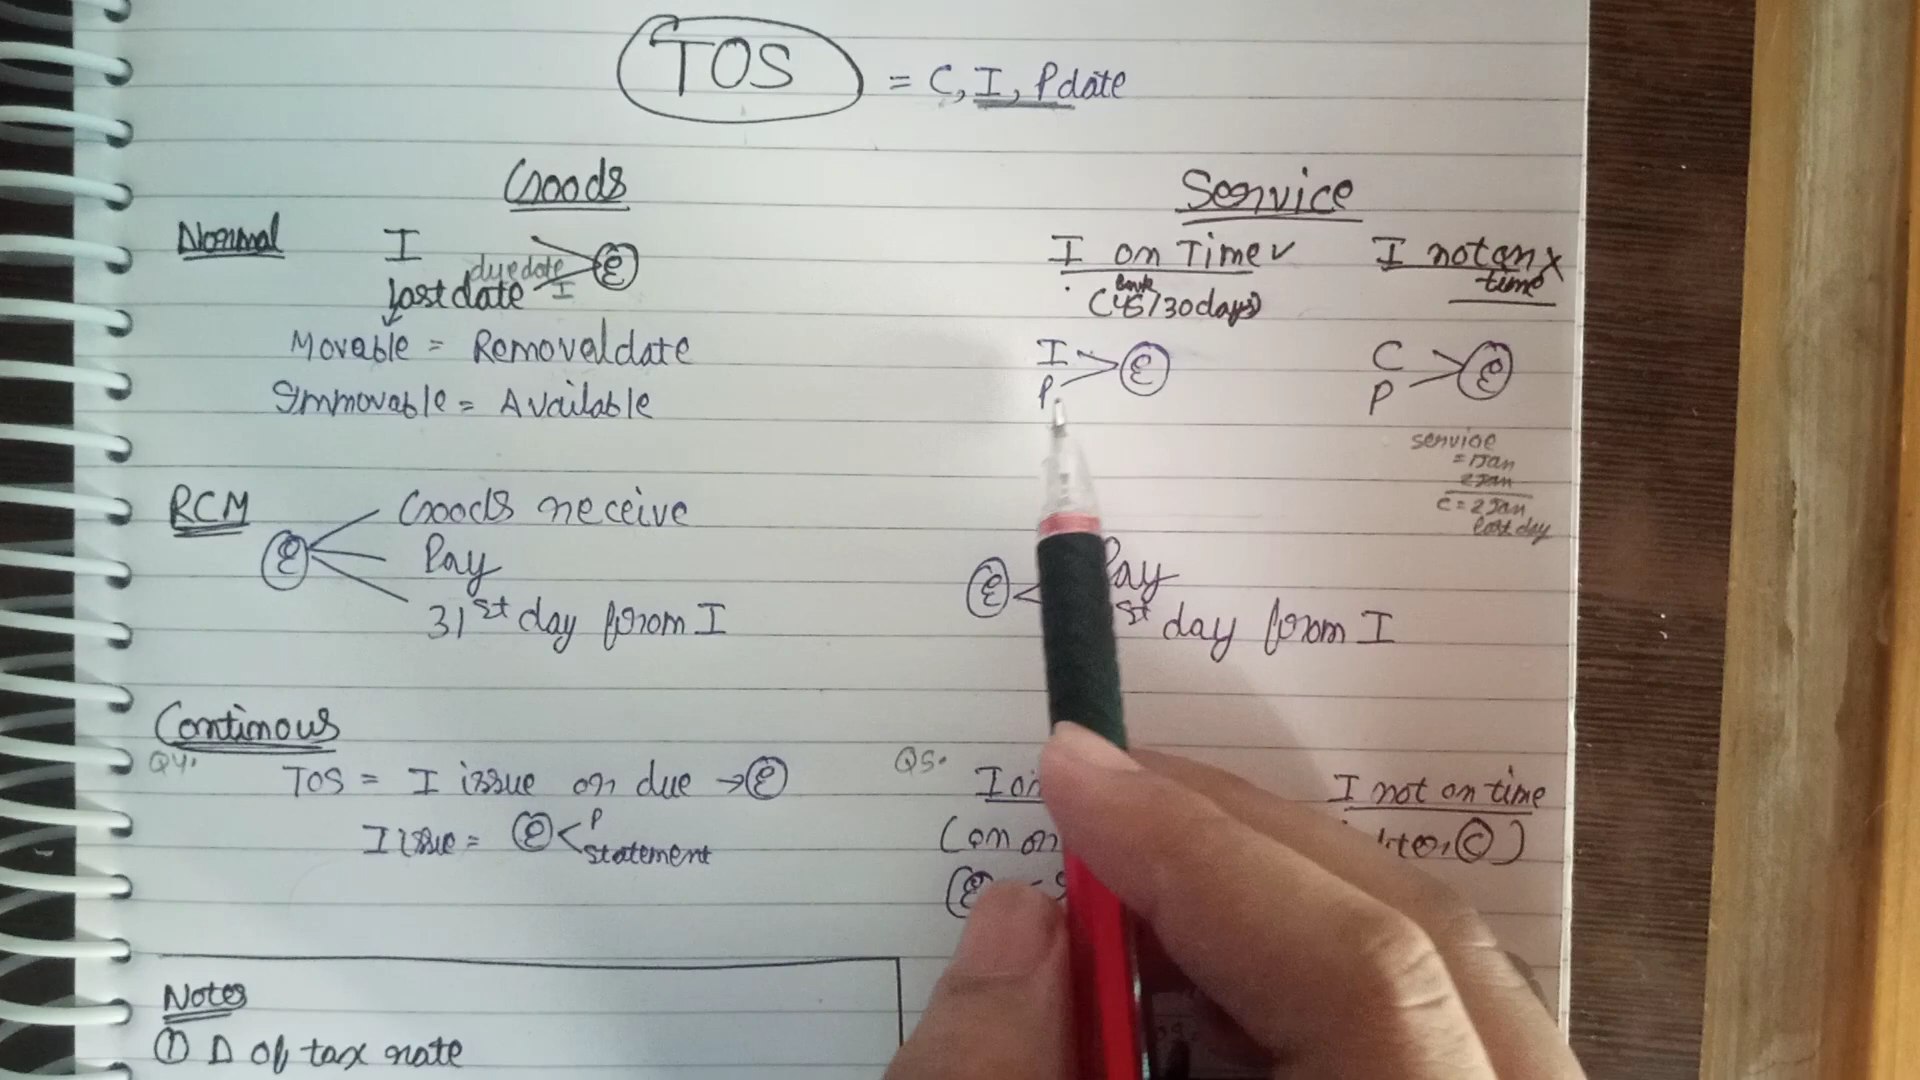 TOS = C, I, P date
Goods
Service
Normal I
due date
last date I
E
Movable = Removal date
Immovable = Available
I on Time ✓
Bank
(45/30 days)
I
P
E
I not on X
time
C
P
E
service
= 1 Jan
2 Jan
C = 2 Jan
last day
RCM
E
Goods receive
Pay
31st day from I
E
Pay
st day from I
Continous
Q4.
TOS = I issue on due → E
I issue = E < P
statement
Q5.
I on
(on
E
I not on time
C)
Notes
① D of tax rate